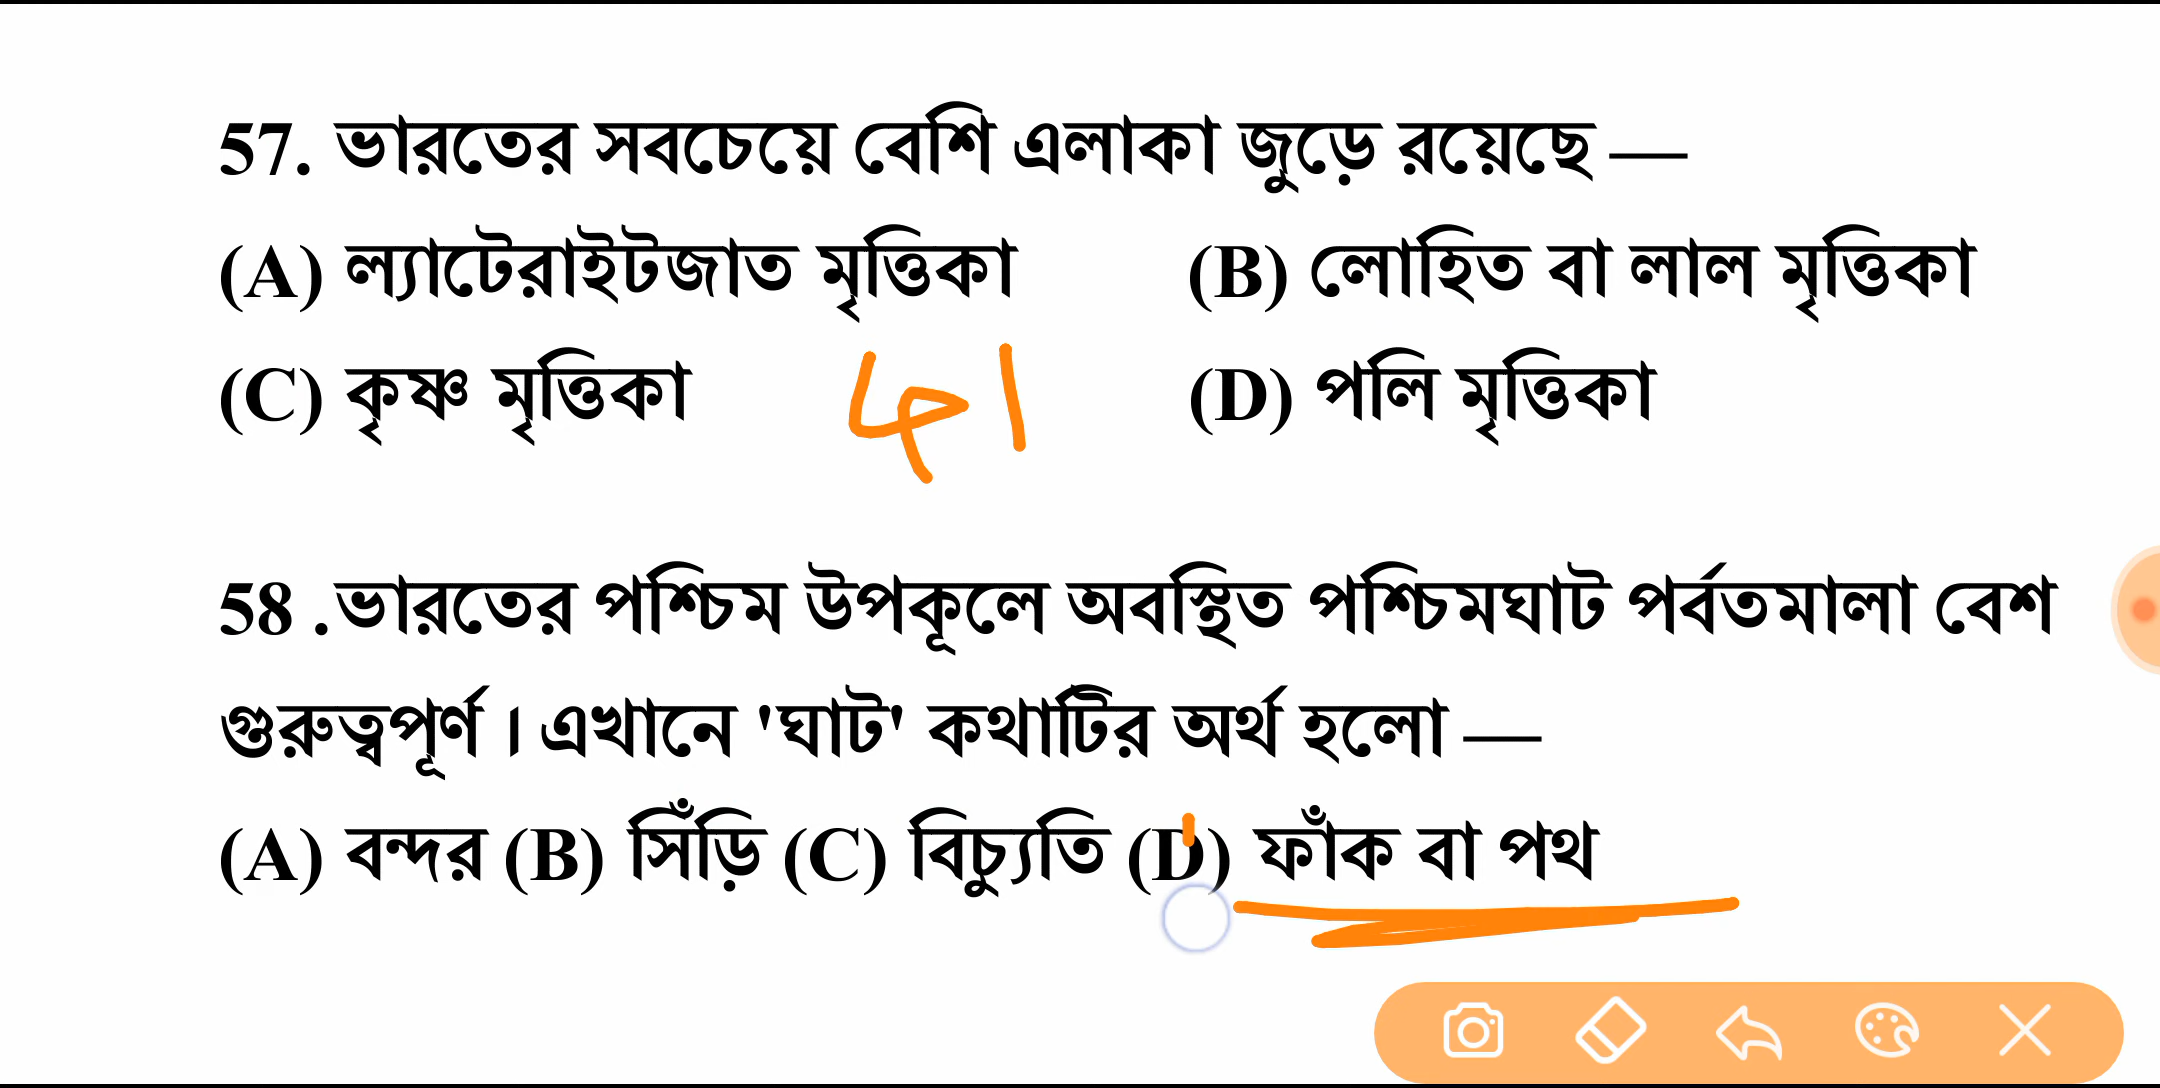 57. ভারতের সবচেয়ে বেশি এলাকা জুড়ে রয়েছে —
(A) ল্যাটেরাইটজাত মৃত্তিকা (B) লোহিত বা লাল মৃত্তিকা
(C) কৃষ্ণ মৃত্তিকা 41 (D) পলি মৃত্তিকা
58 .ভারতের পশ্চিম উপকূলে অবস্থিত পশ্চিমঘাট পর্বতমালা বেশ
গুরুত্বপূর্ণ। এখানে 'ঘাট' কথাটির অর্থ হলো —
(A) বন্দর (B) সিঁড়ি (C) বিচ্যুতি (D) ফাঁক বা পথ